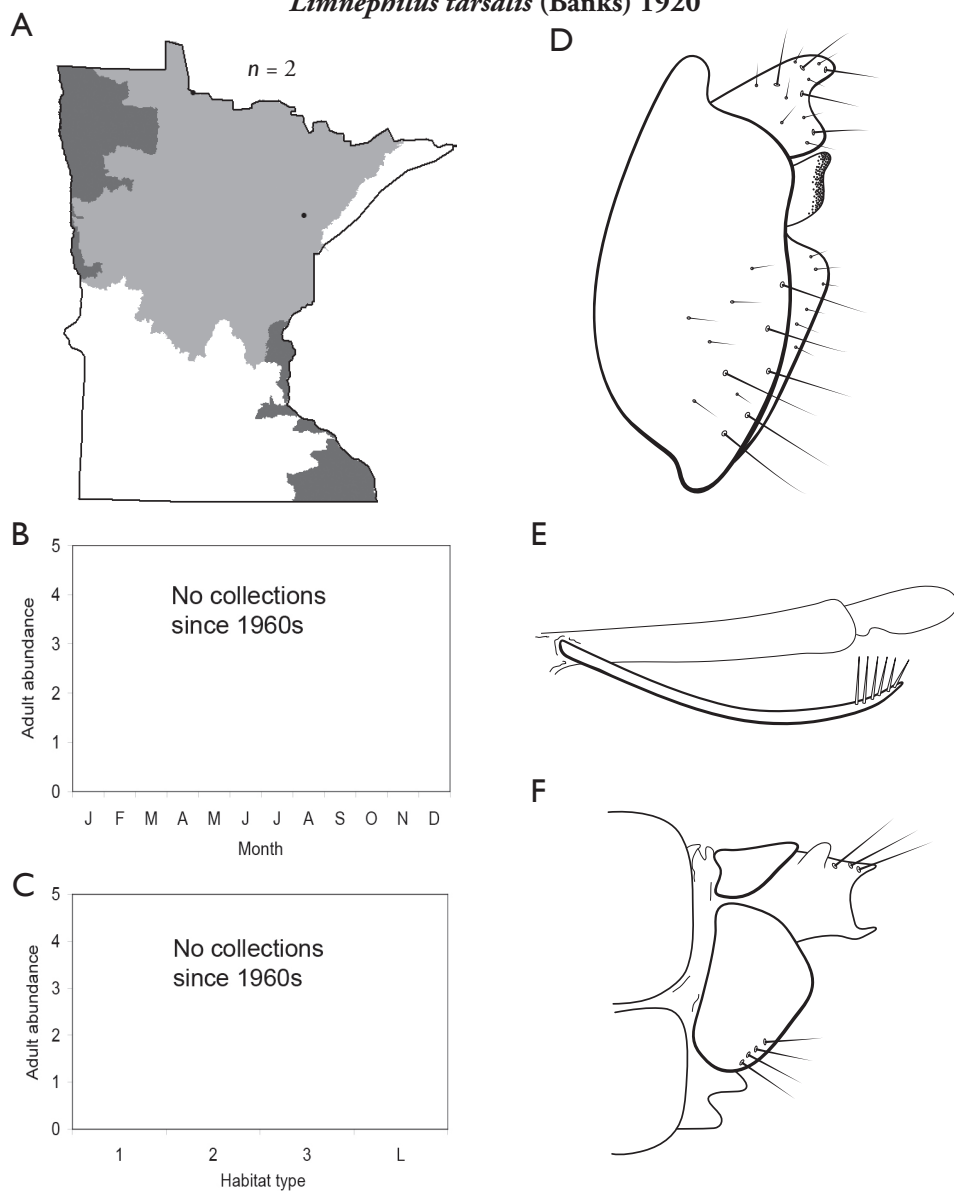 Limnephilus tarsalis (Banks) 1920
A
n = 2
D
B
5
4
3
2
1
0
Adult abundance
No collections
since 1960s
J F M A M J J A S O N D
Month
E
C
5
4
3
2
1
0
Adult abundance
No collections
since 1960s
1 2 3 L
Habitat type
F